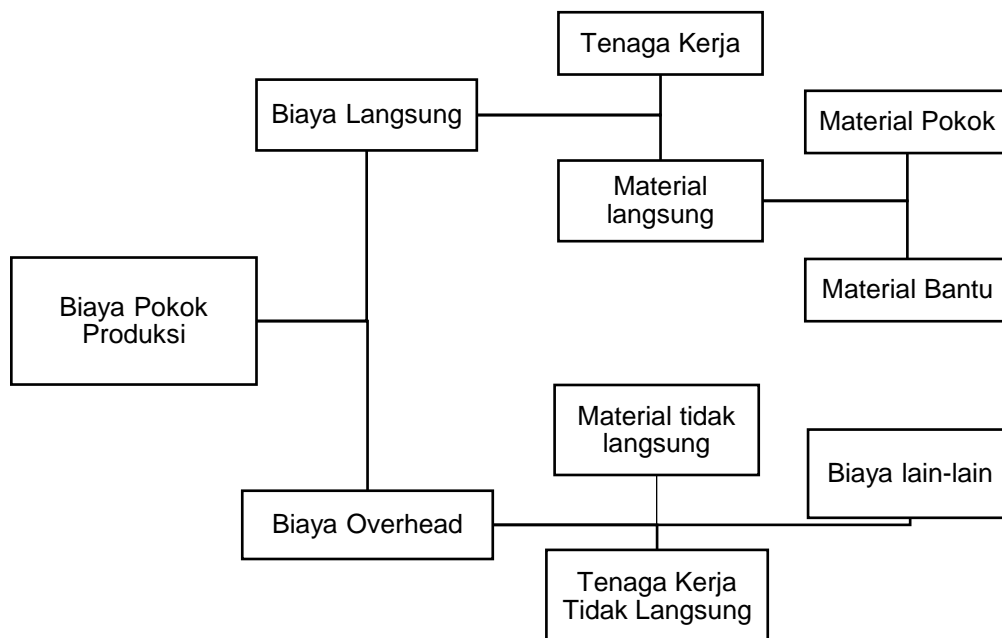 Tenaga Kerja
Biaya Langsung
Material Pokok
Material
langsung
Material Bantu
Biaya Pokok
Produksi
Material tidak
langsung
Biaya lain-lain
Biaya Overhead
Tenaga Kerja
Tidak Langsung